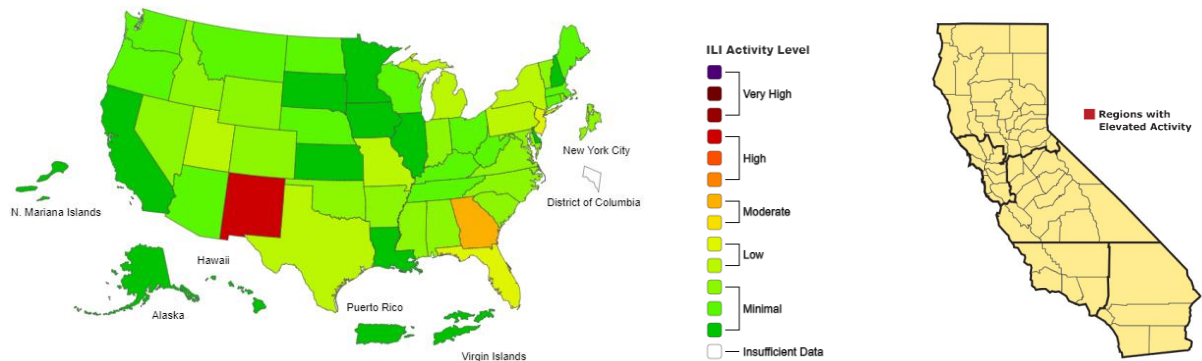 New York City
District of Columbia
N. Mariana Islands
Hawaii
Alaska
Puerto Rico
Virgin Islands
ILI Activity Level
Very High
High
Moderate
Low
Minimal
Insufficient Data
Regions with
Elevated Activity